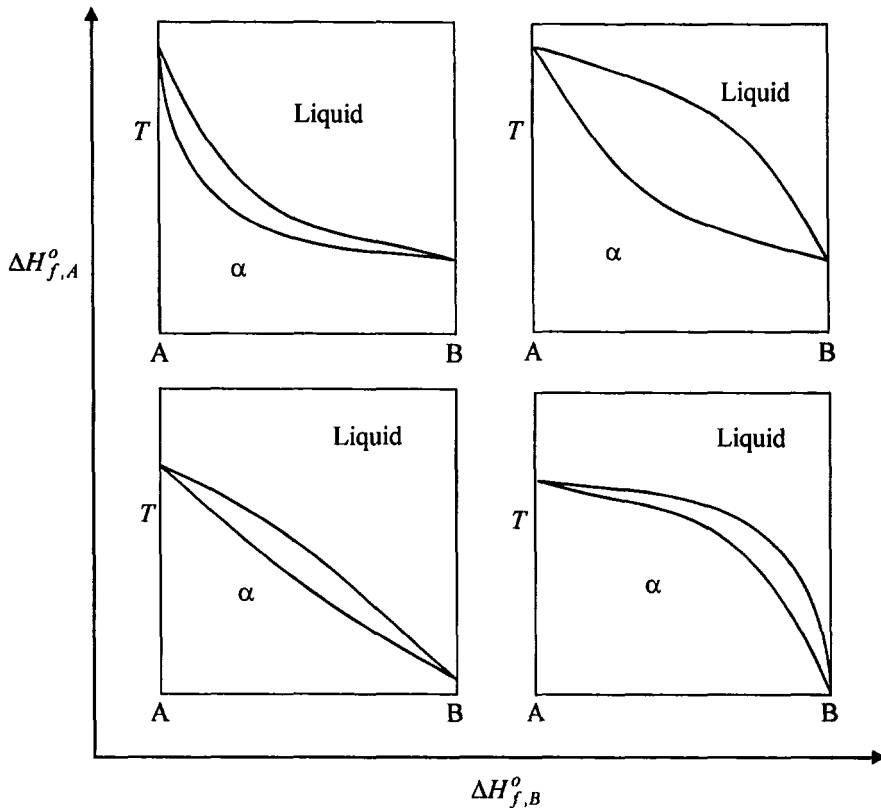 Liquid
T
α
A B
Liquid
T
α
A B
ΔH°f,A
Liquid
T
α
A B
Liquid
T
α
A B
ΔH°f,B